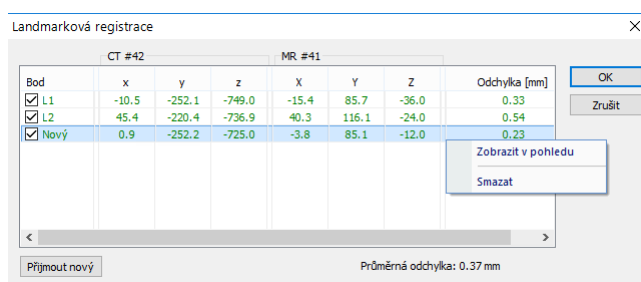 Landmarková registrace
CT #42 MR #41
Bod x y z X Y Z Odchylka [mm]
L1 -10.5 -252.1 -749.0 -15.4 85.7 -36.0 0.33
L2 45.4 -220.4 -736.9 40.3 116.1 -24.0 0.54
Nový 0.9 -252.2 -725.0 -3.8 85.1 -12.0 0.23
OK
Zrušit
Zobrazit v pohledu
Smazat
Přijmout nový
Průměrná odchylka: 0.37 mm